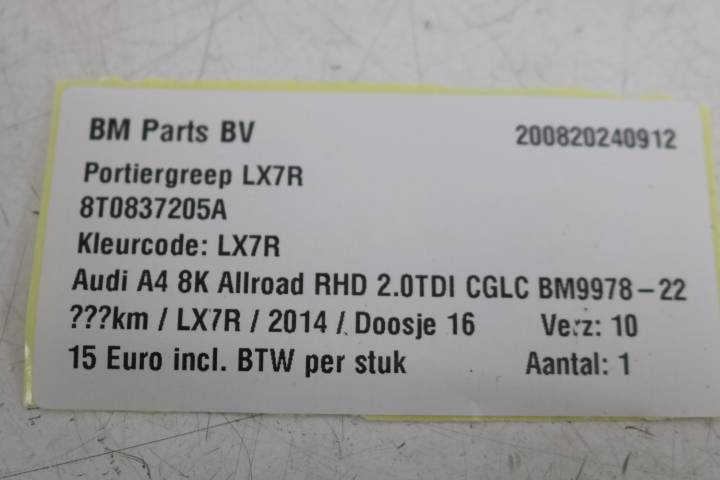 BM Parts BV 200820240912
Portiergreep LX7R
8T0837205A
Kleurcode: LX7R
Audi A4 8K Allroad RHD 2.0TDI CGLC BM9978-22
???km / LX7R / 2014 / Doosje 16 Verz: 10
15 Euro incl. BTW per stuk Aantal: 1